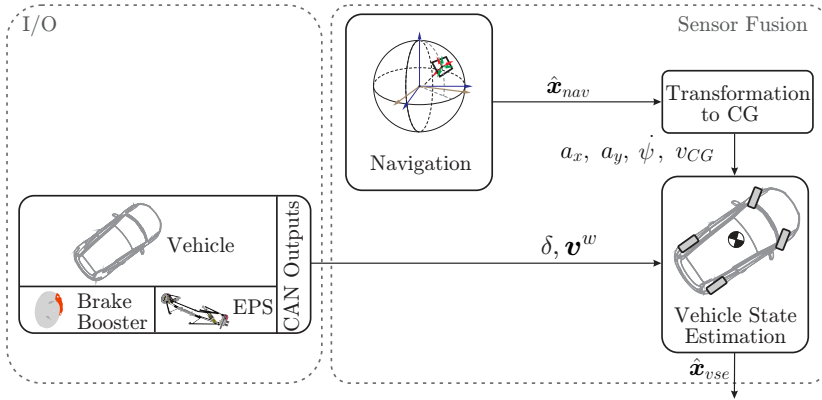 I/O
Sensor Fusion
Navigation
x̂_nav
Transformation
to CG
a_x, a_y, ψ̇, v_CG
Vehicle
CAN Outputs
Brake
Booster
EPS
δ, v^w
Vehicle State
Estimation
x̂_vse